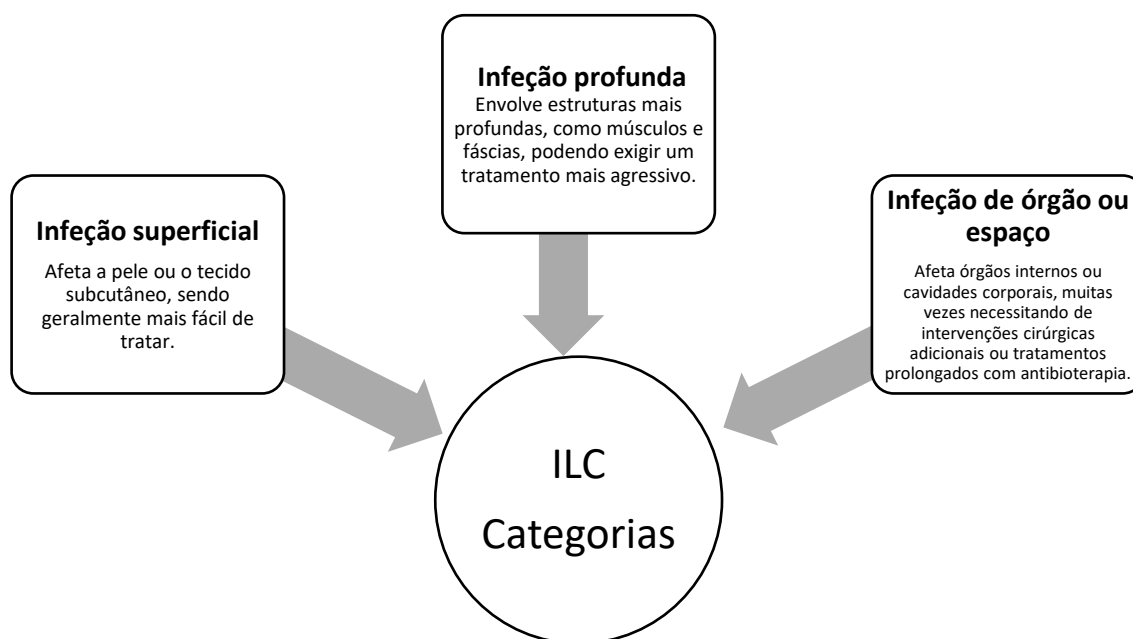 Infeção superficial
Afeta a pele ou o tecido
subcutâneo, sendo
geralmente mais fácil de
tratar.
Infeção profunda
Envolve estruturas mais
profundas, como músculos e
fáscias, podendo exigir um
tratamento mais agressivo.
Infeção de órgão ou
espaço
Afeta órgãos internos ou
cavidades corporais, muitas
vezes necessitando de
intervenções cirúrgicas
adicionais ou tratamentos
prolongados com antibioterapia.
ILC
Categorias